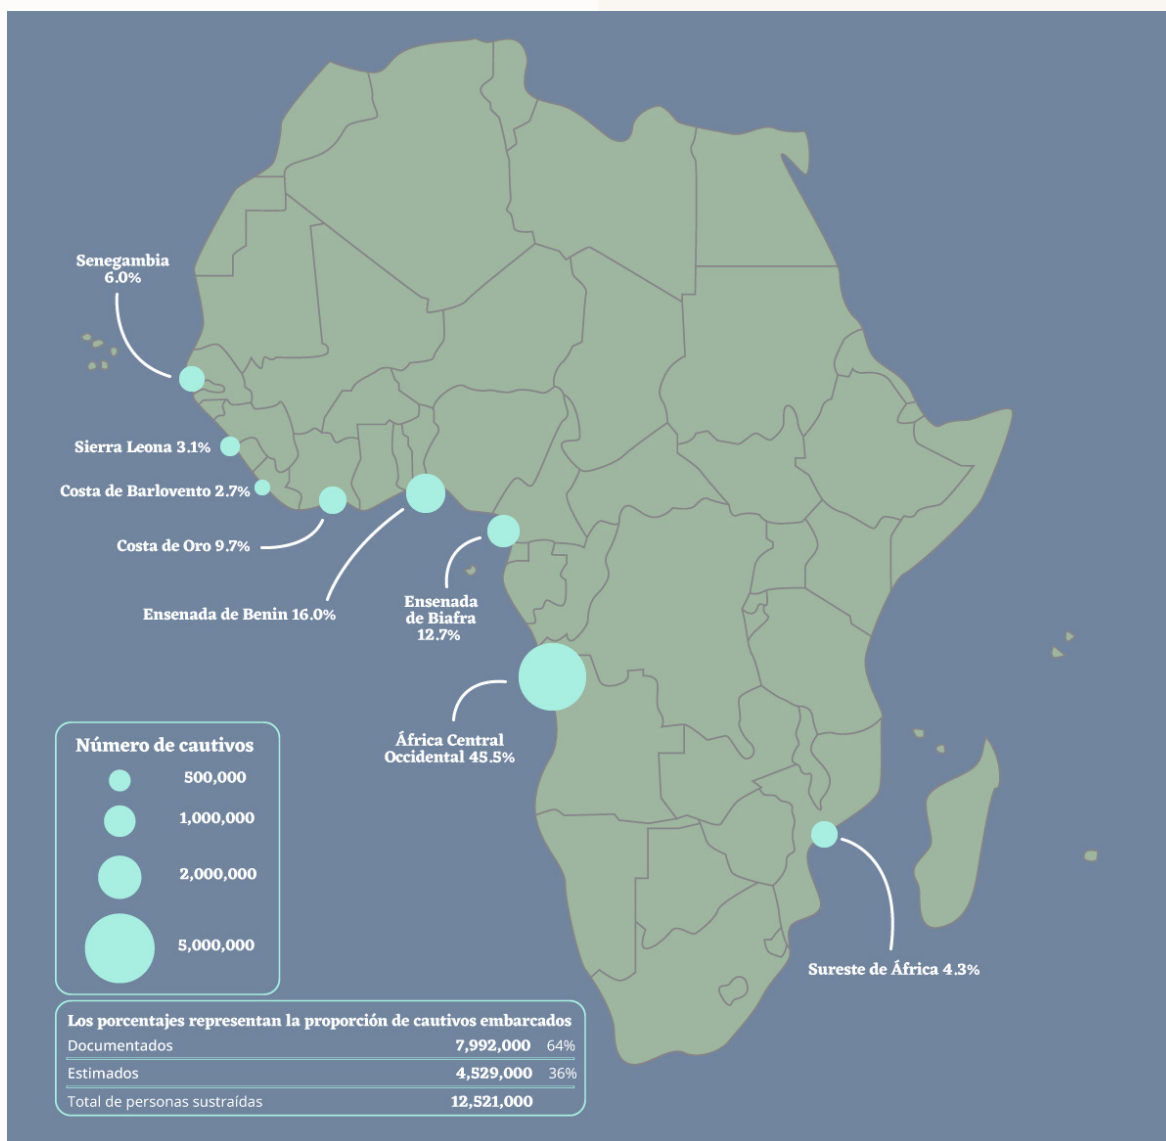 Senegambia
6.0%
Sierra Leona 3.1%
Costa de Barlovento 2.7%
Costa de Oro 9.7%
Ensenada de Benin 16.0%
Ensenada
de Biafra
12.7%
África Central
Occidental 45.5%
Sureste de África 4.3%
Número de cautivos
500,000
1,000,000
2,000,000
5,000,000
Los porcentajes representan la proporción de cautivos embarcados
Documentados 7,992,000 64%
Estimados 4,529,000 36%
Total de personas sustraídas 12,521,000